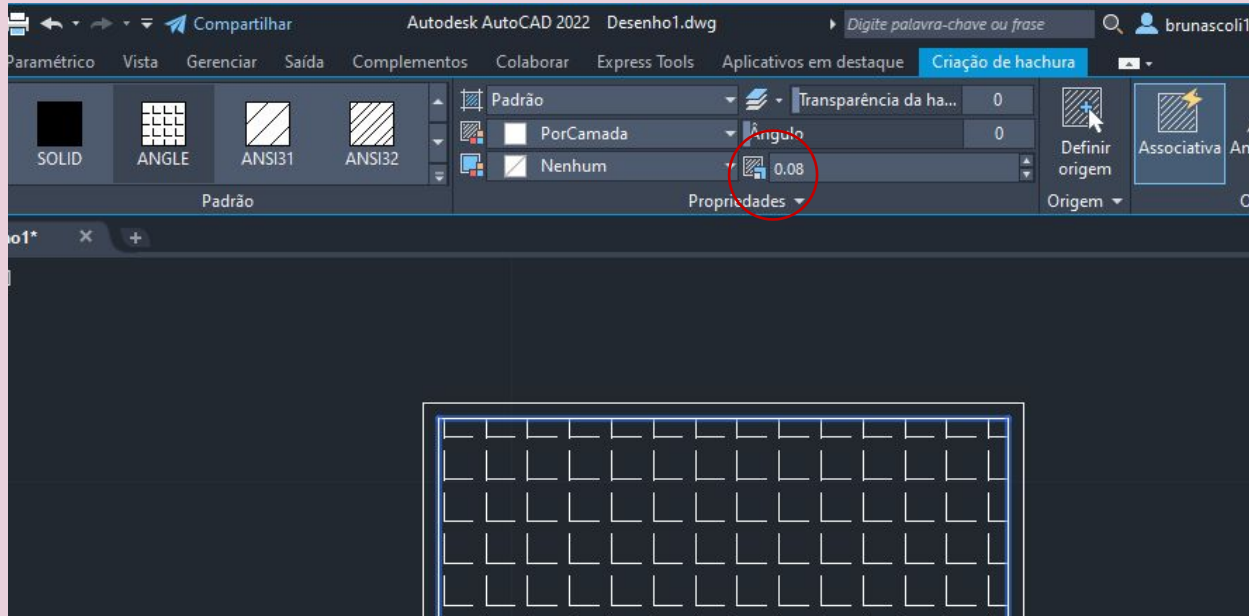 Compartilhar Autodesk AutoCAD 2022 Desenho1.dwg Digite palavra-chave ou frase brunascoli1
Paramétrico Vista Gerenciar Saída Complementos Colaborar Express Tools Aplicativos em destaque Criação de hachura
Padrão Transparência da ha... 0
PorCamada Ângulo 0
Nenhum 0.08
SOLID ANGLE ANSI31 ANSI32
Definir origem
Associativa An
Padrão Propriedades Origem
o1*